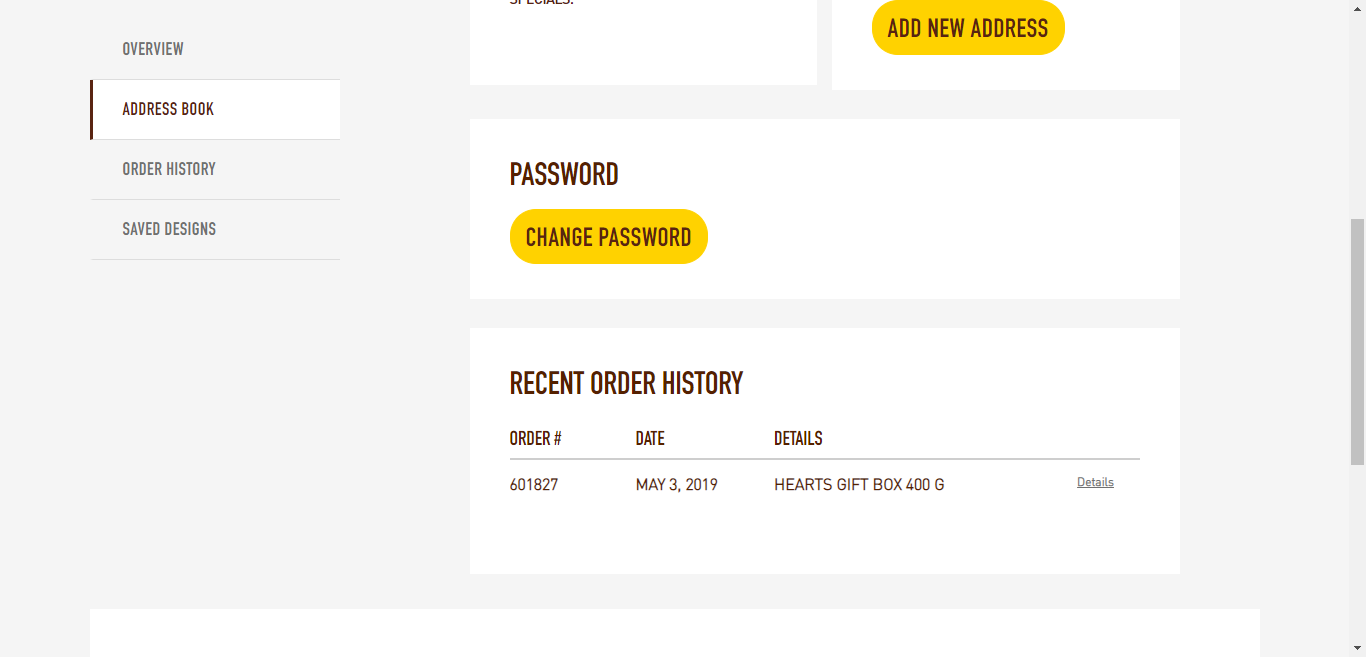 SPECIALS.
ADD NEW ADDRESS
OVERVIEW
ADDRESS BOOK
ORDER HISTORY
SAVED DESIGNS
PASSWORD
CHANGE PASSWORD
RECENT ORDER HISTORY
ORDER # DATE DETAILS
601827 MAY 3, 2019 HEARTS GIFT BOX 400 G Details